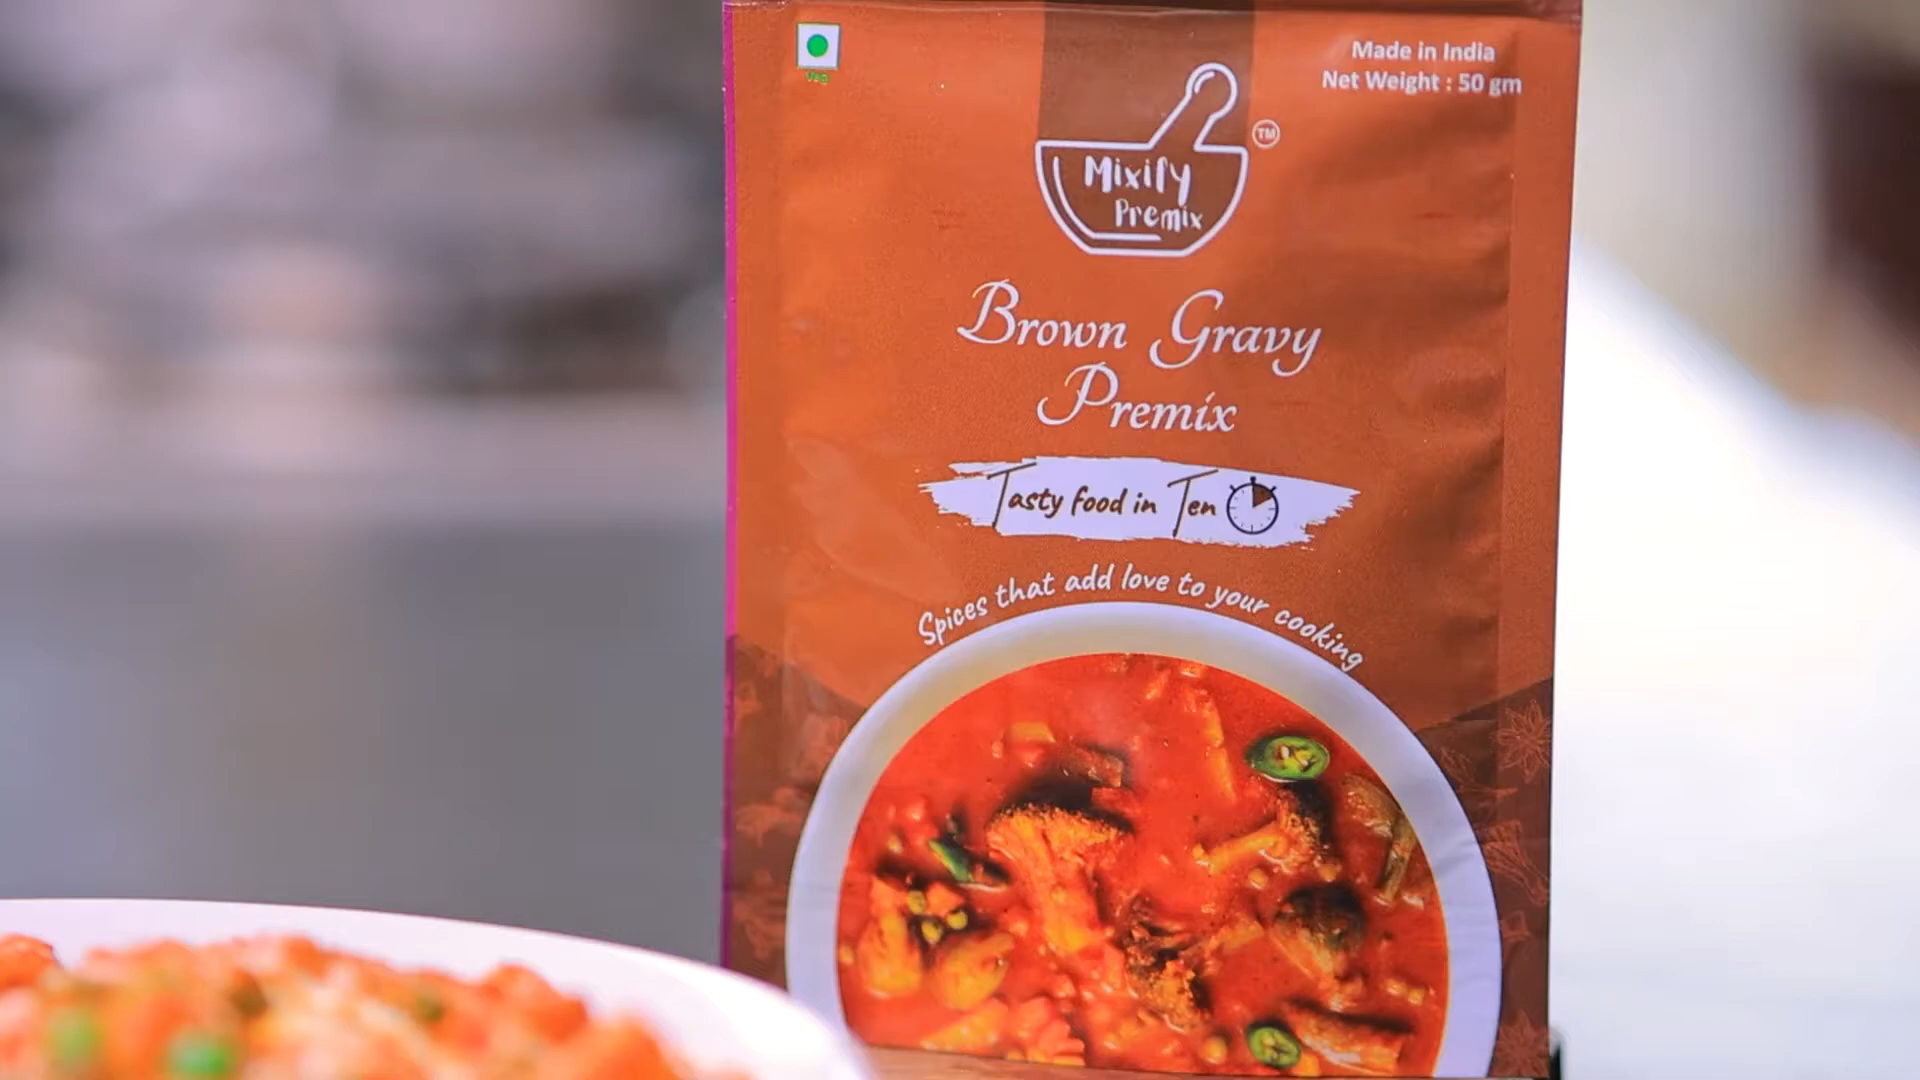 Veg
Made in India
Net Weight : 50 gm
TM
Mixify
Premix
Brown Gravy
Premix
Tasty food in Ten
Spices that add love to your cooking